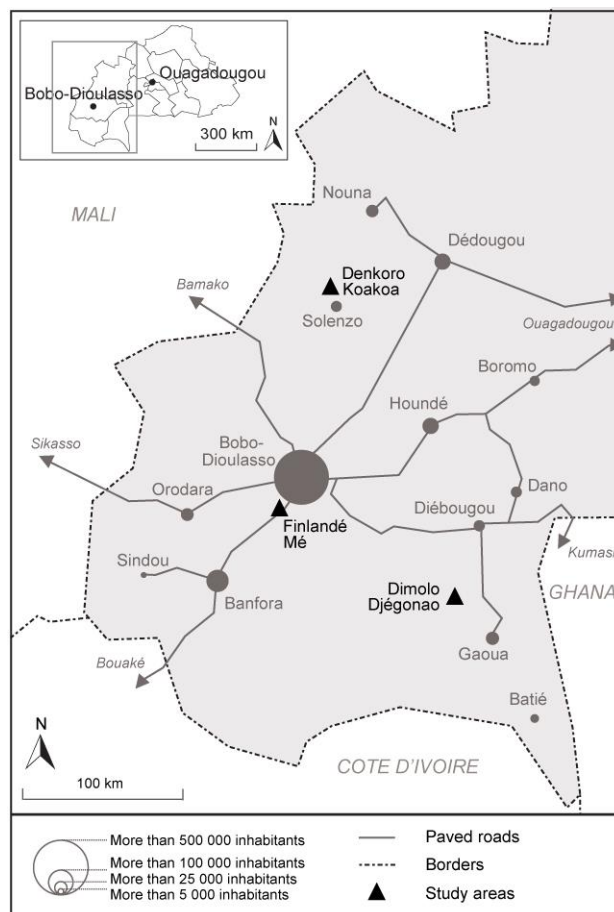 Ouagadougou
Bobo-Dioulasso
N
300 km
MALI
Nouna
Dédougou
Denkoro
Koakoa
Bamako
Solenzo
Ouagadougou
Boromo
Houndé
Bobo-
Dioulasso
Sikasso
Orodara
Dano
Diébougou
Finlandé
Mé
Kumasi
Sindou
Dimolo
Djégonao
GHANA
Banfora
Gaoua
Bouaké
Batié
N
COTE D'IVOIRE
100 km
More than 500 000 inhabitants
More than 100 000 inhabitants
More than 25 000 inhabitants
More than 5 000 inhabitants
Paved roads
Borders
Study areas